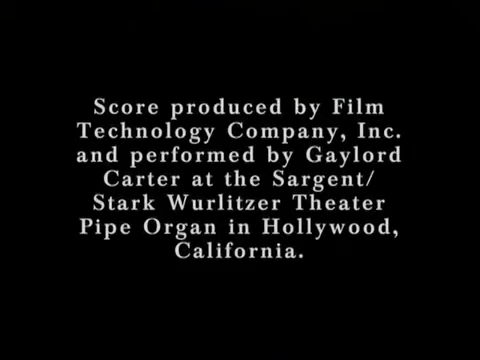 Score produced by Film
Technology Company, Inc.
and performed by Gaylord
Carter at the Sargent/
Stark Wurlitzer Theater
Pipe Organ in Hollywood,
California.